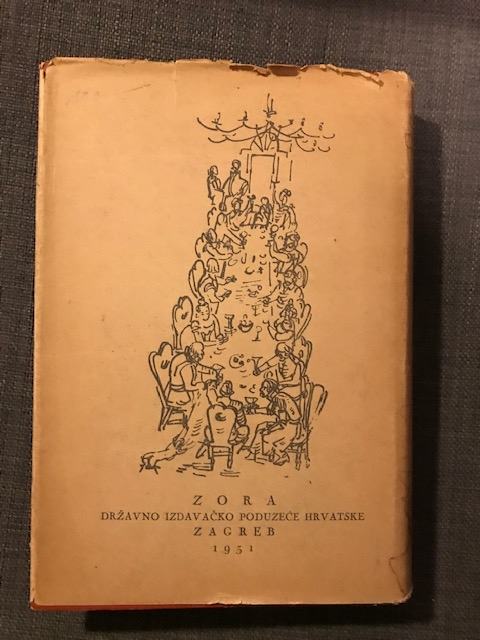 ZORA
DRŽAVNO IZDAVAČKO PODUZEĆE HRVATSKE
ZAGREB
1951